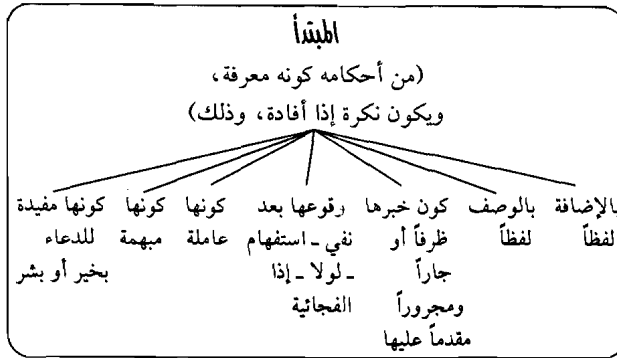 المبتدأ
(من أحكامه كونه معرفة،
ويكون نكرة إذا أفادة، وذلك)
بالإضافة
لفظاً
بالوصف
لفظاً
كون خبرها
ظرفاً أو
جاراً
ومجروراً
مقدماً عليها
وقوعها بعد
نفي ـ استفهام
ـ لولا ـ إذا
الفجائية
كونها
عاملة
كونها
مبهمة
كونها مفيدة
للدعاء
بخير أو بشر